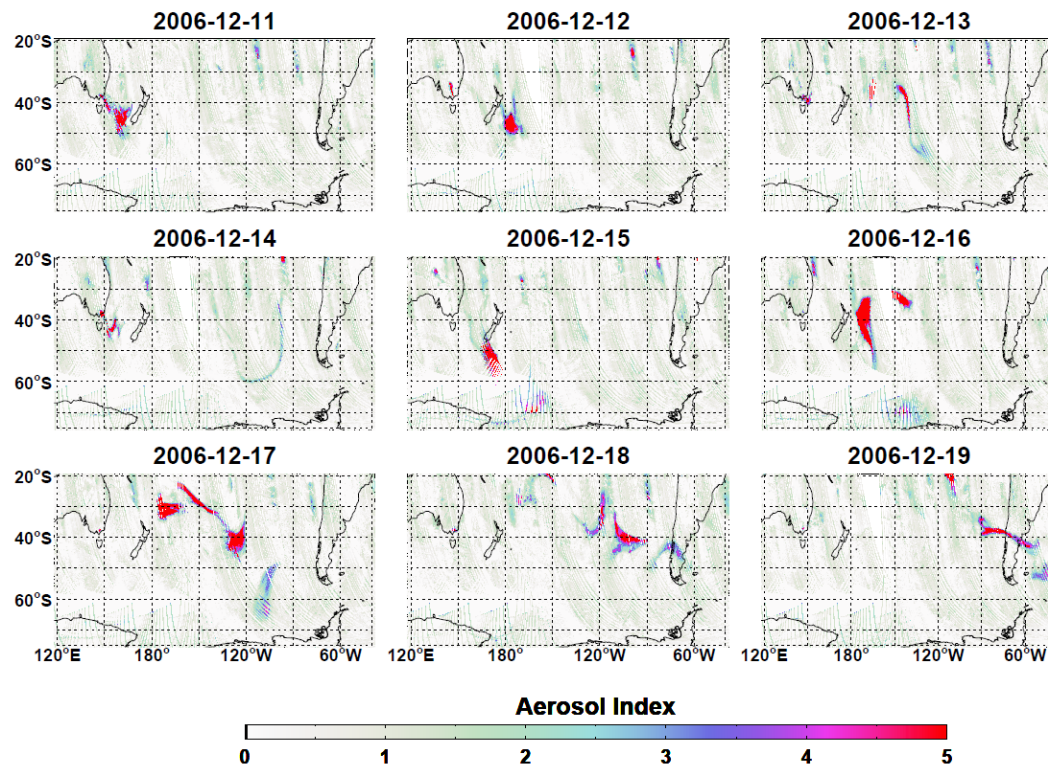 2006-12-11 2006-12-12 2006-12-13
20°S
40°S
60°S
2006-12-14 2006-12-15 2006-12-16
20°S
40°S
60°S
2006-12-17 2006-12-18 2006-12-19
20°S
40°S
60°S
120°E 180° 120°W 60°W 120°E 180° 120°W 60°W 120°E 180° 120°W 60°W
Aerosol Index
0 1 2 3 4 5